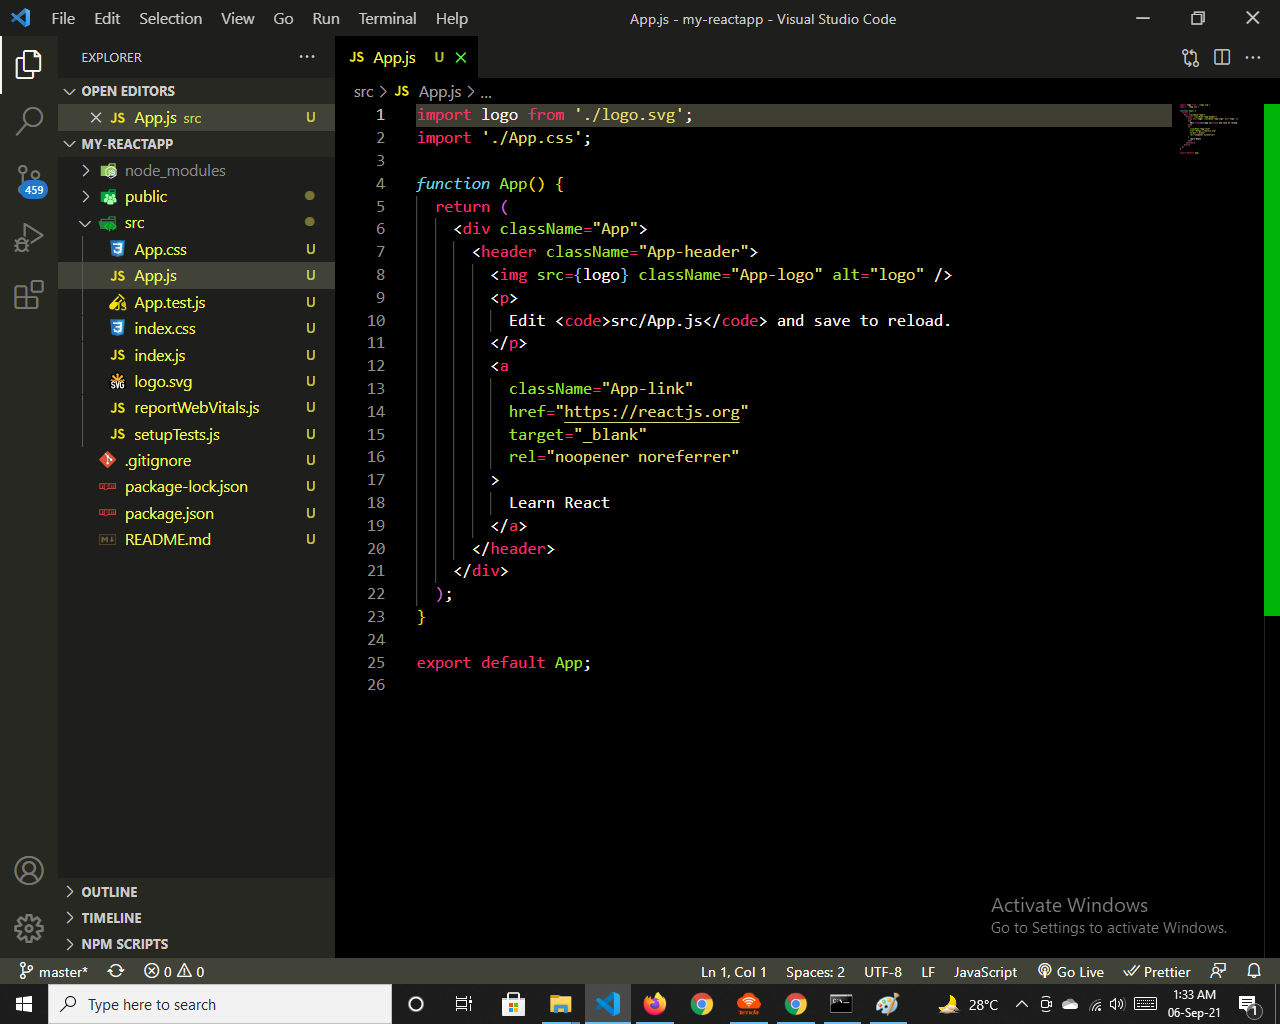 File Edit Selection View Go Run Terminal Help App.js - my-reactapp - Visual Studio Code
EXPLORER
JS App.js U
OPEN EDITORS
JS App.js src U
MY-REACTAPP
node_modules
public
src
App.css U
JS App.js U
App.test.js U
index.css U
JS index.js U
SVG logo.svg U
JS reportWebVitals.js U
JS setupTests.js U
.gitignore U
package-lock.json U
package.json U
README.md U
OUTLINE
TIMELINE
NPM SCRIPTS
459
src > JS App.js > ...
1 import logo from './logo.svg';
2 import './App.css';
3
4 function App() {
5 return (
6 <div className="App">
7 <header className="App-header">
8 <img src={logo} className="App-logo" alt="logo" />
9 <p>
10 Edit <code>src/App.js</code> and save to reload.
11 </p>
12 <a
13 className="App-link"
14 href="https://reactjs.org"
15 target="_blank"
16 rel="noopener noreferrer"
17 >
18 Learn React
19 </a>
20 </header>
21 </div>
22 );
23 }
24
25 export default App;
26
Activate Windows
Go to Settings to activate Windows.
master* 0 0 Ln 1, Col 1 Spaces: 2 UTF-8 LF JavaScript Go Live Prettier
Type here to search 28°C 1:33 AM
06-Sep-21 1